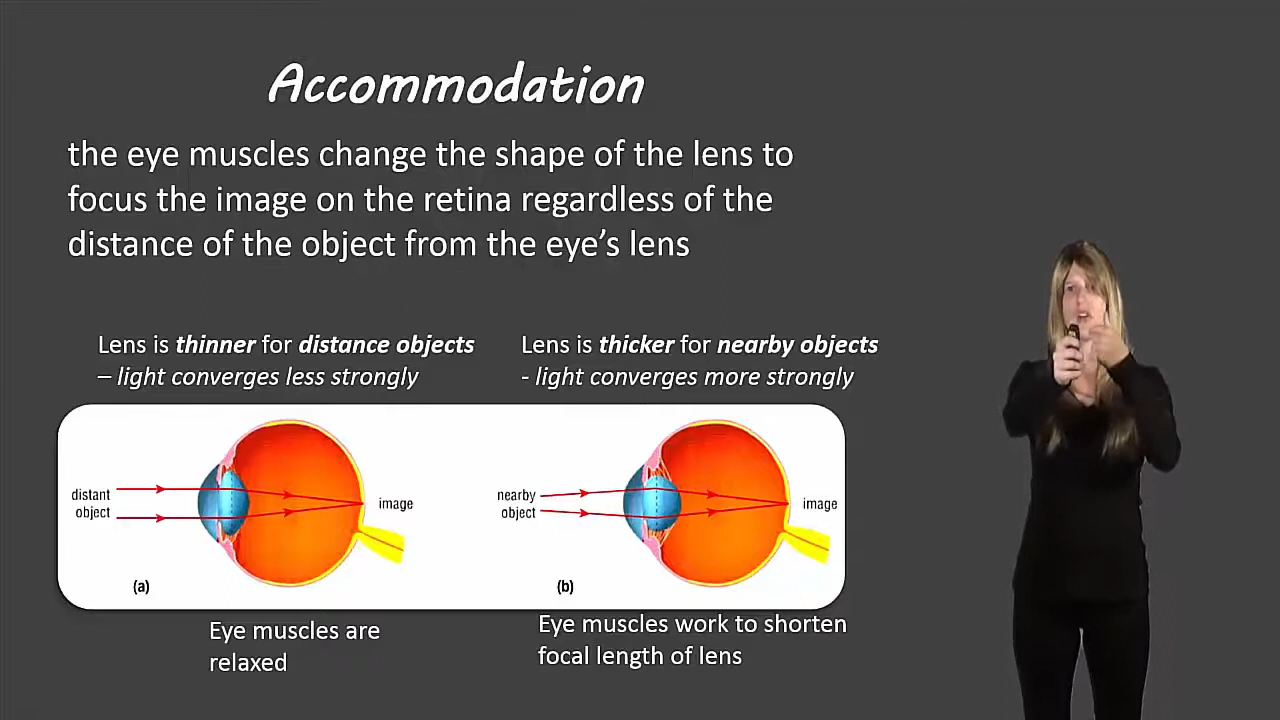 Accommodation
the eye muscles change the shape of the lens to
focus the image on the retina regardless of the
distance of the object from the eye’s lens
Lens is thinner for distance objects
– light converges less strongly
Lens is thicker for nearby objects
- light converges more strongly
distant
object
image
(a)
nearby
object
image
(b)
Eye muscles are
relaxed
Eye muscles work to shorten
focal length of lens